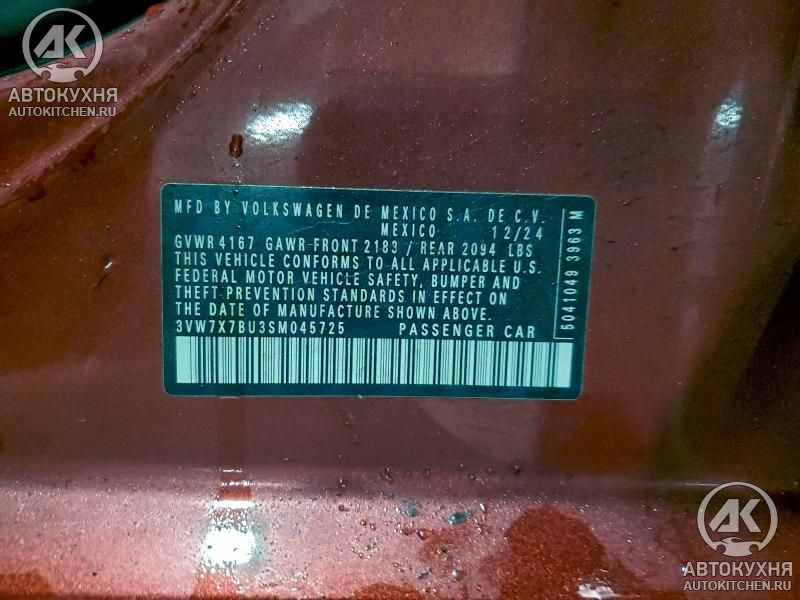 АК
АВТОКУХНЯ
AUTOKITCHEN.RU
MFD BY VOLKSWAGEN DE MEXICO S.A. DE C.V.
MEXICO 12/24
GVWR 4167 GAWR FRONT 2183 / REAR 2094 LBS
THIS VEHICLE CONFORMS TO ALL APPLICABLE U.S.
FEDERAL MOTOR VEHICLE SAFETY, BUMPER AND
THEFT PREVENTION STANDARDS IN EFFECT ON
THE DATE OF MANUFACTURE SHOWN ABOVE.
3VW7X7BU3SM045725 PASSENGER CAR
5041049 3863 M
АК
АВТОКУХНЯ
AUTOKITCHEN.RU